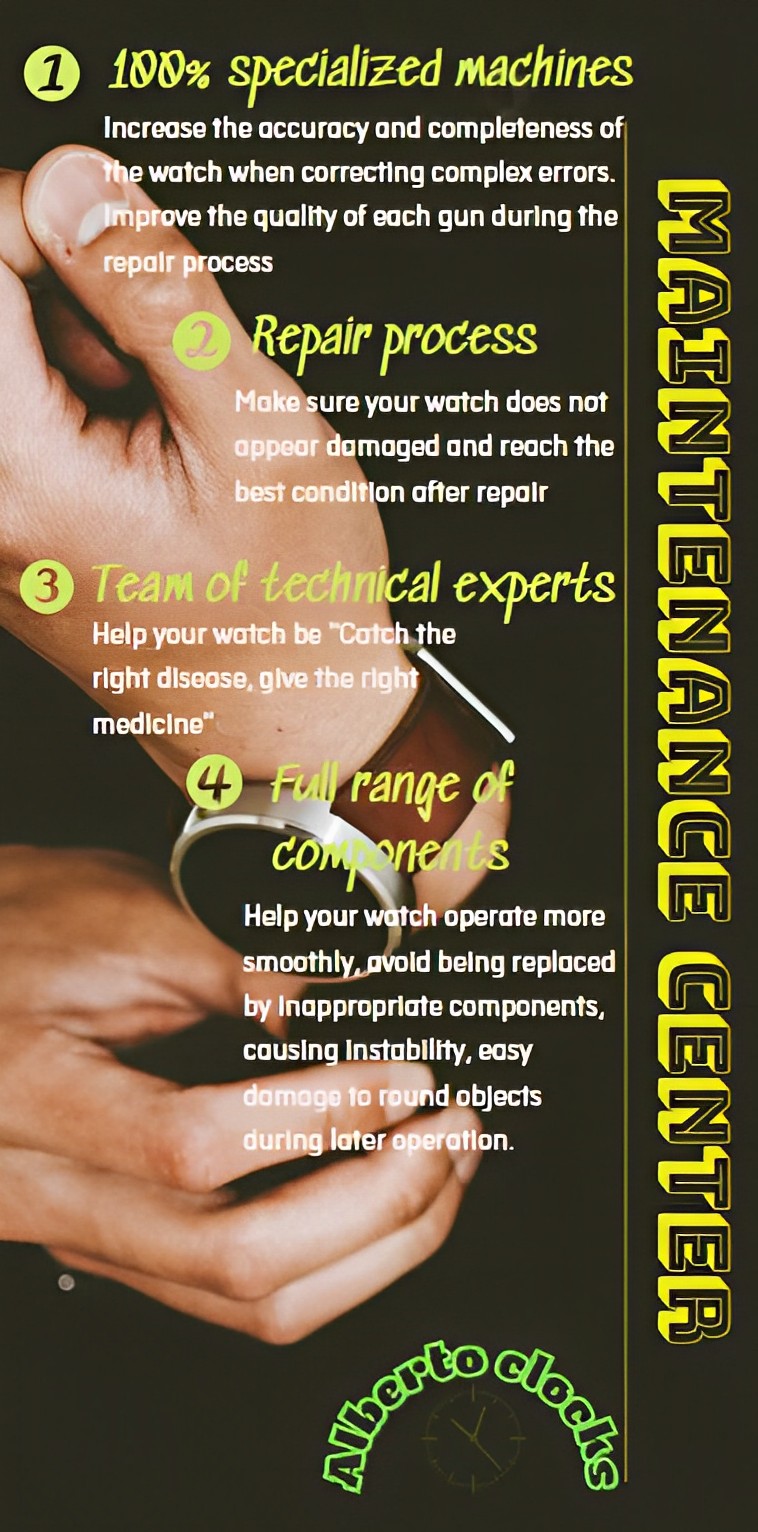 1 100% specialized machines
Increase the accuracy and completeness of
the watch when correcting complex errors.
Improve the quality of each gun during the
repair process
2 Repair process
Make sure your watch does not
appear damaged and reach the
best condition after repair
3 Team of technical experts
Help your watch be "Catch the
right disease, give the right
medicine"
4 Full range of
components
Help your watch operate more
smoothly, avoid being replaced
by inappropriate components,
causing instability, easy
damage to round objects
during later operation.
MAINTENANCE CENTER
Alberto clocks